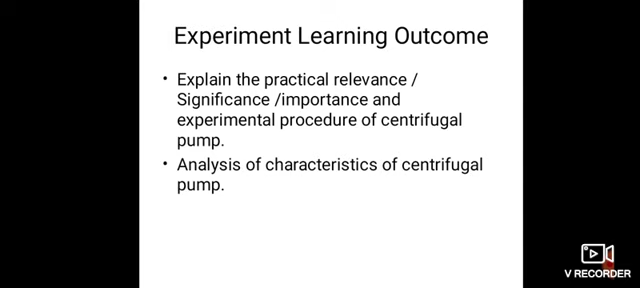 Experiment Learning Outcome
• Explain the practical relevance /
Significance /importance and
experimental procedure of centrifugal
pump.
• Analysis of characteristics of centrifugal
pump.
V RECORDER